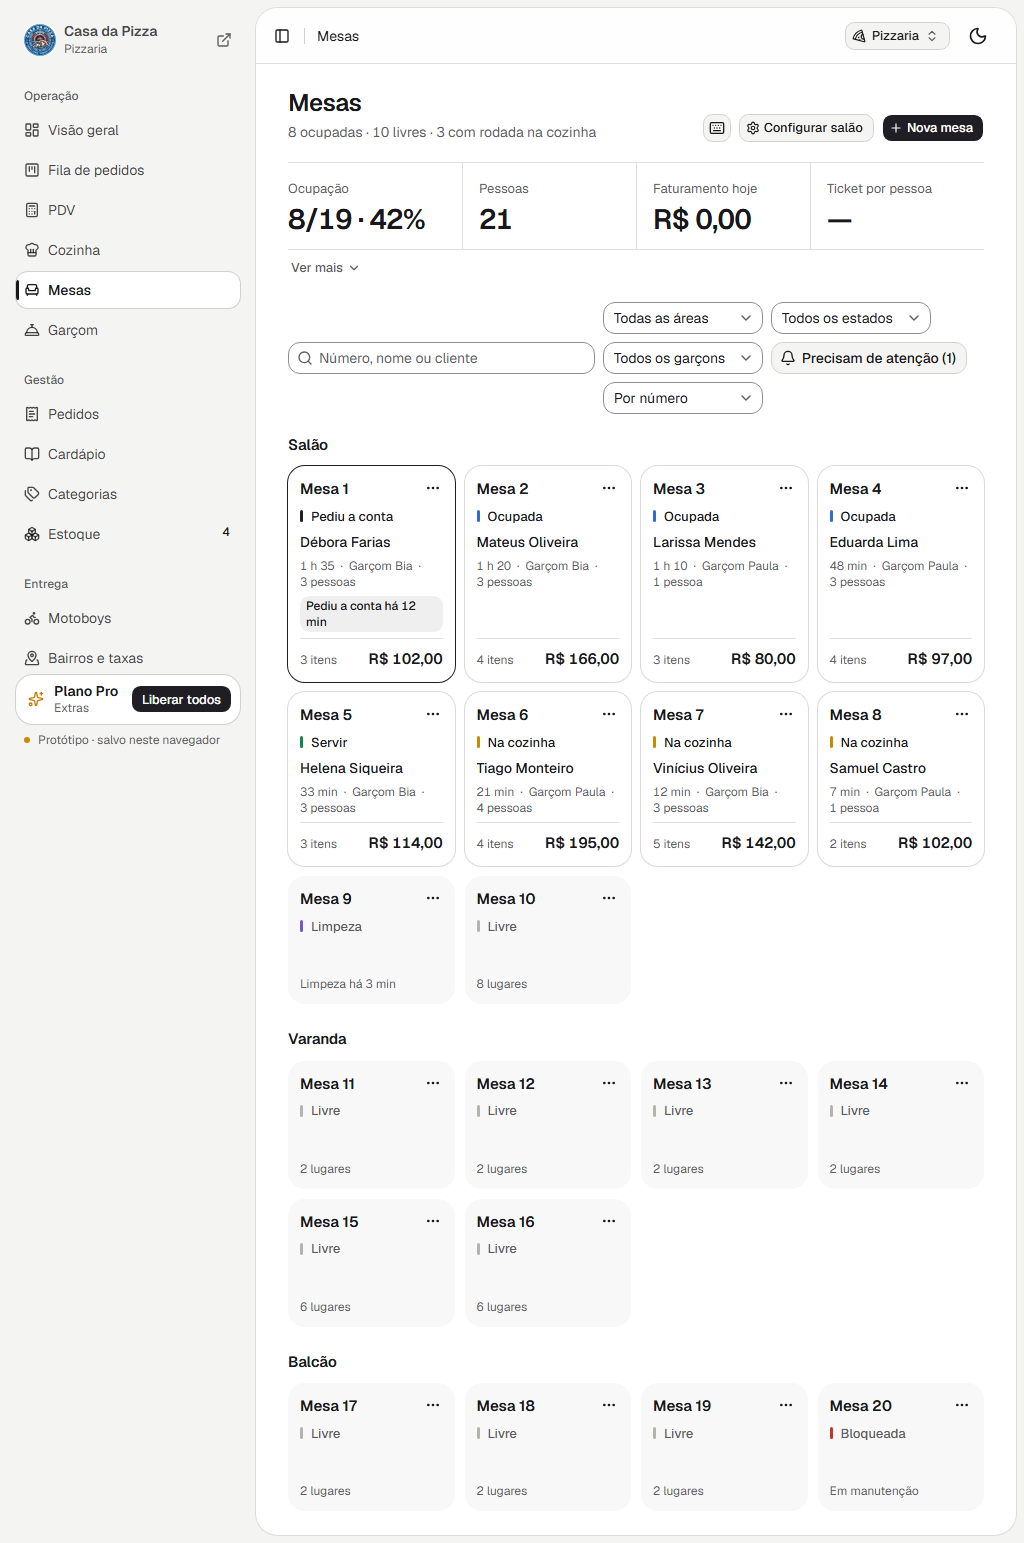 Casa da Pizza
Pizzaria
Operação
Visão geral
Fila de pedidos
PDV
Cozinha
Mesas
Garçom
Gestão
Pedidos
Cardápio
Categorias
Estoque 4
Entrega
Motoboys
Bairros e taxas
Plano Pro
Extras
Liberar todos
Protótipo · salvo neste navegador
Mesas
Pizzaria
Mesas
8 ocupadas · 10 livres · 3 com rodada na cozinha
Configurar salão
Nova mesa
Ocupação
8/19 · 42%
Pessoas
21
Faturamento hoje
R$ 0,00
Ticket por pessoa
—
Ver mais
Número, nome ou cliente
Todas as áreas
Todos os estados
Todos os garçons
Precisam de atenção (1)
Por número
Salão
Mesa 1
Pediu a conta
Débora Farias
1 h 35 · Garçom Bia ·
3 pessoas
Pediu a conta há 12
min
3 itens R$ 102,00
Mesa 2
Ocupada
Mateus Oliveira
1 h 20 · Garçom Bia ·
3 pessoas
4 itens R$ 166,00
Mesa 3
Ocupada
Larissa Mendes
1 h 10 · Garçom Paula ·
1 pessoa
3 itens R$ 80,00
Mesa 4
Ocupada
Eduarda Lima
48 min · Garçom Paula ·
3 pessoas
4 itens R$ 97,00
Mesa 5
Servir
Helena Siqueira
33 min · Garçom Bia ·
3 pessoas
3 itens R$ 114,00
Mesa 6
Na cozinha
Tiago Monteiro
21 min · Garçom Paula ·
4 pessoas
4 itens R$ 195,00
Mesa 7
Na cozinha
Vinícius Oliveira
12 min · Garçom Bia ·
3 pessoas
5 itens R$ 142,00
Mesa 8
Na cozinha
Samuel Castro
7 min · Garçom Paula ·
1 pessoa
2 itens R$ 102,00
Mesa 9
Limpeza
Limpeza há 3 min
Mesa 10
Livre
8 lugares
Varanda
Mesa 11
Livre
2 lugares
Mesa 12
Livre
2 lugares
Mesa 13
Livre
2 lugares
Mesa 14
Livre
2 lugares
Mesa 15
Livre
6 lugares
Mesa 16
Livre
6 lugares
Balcão
Mesa 17
Livre
2 lugares
Mesa 18
Livre
2 lugares
Mesa 19
Livre
2 lugares
Mesa 20
Bloqueada
Em manutenção